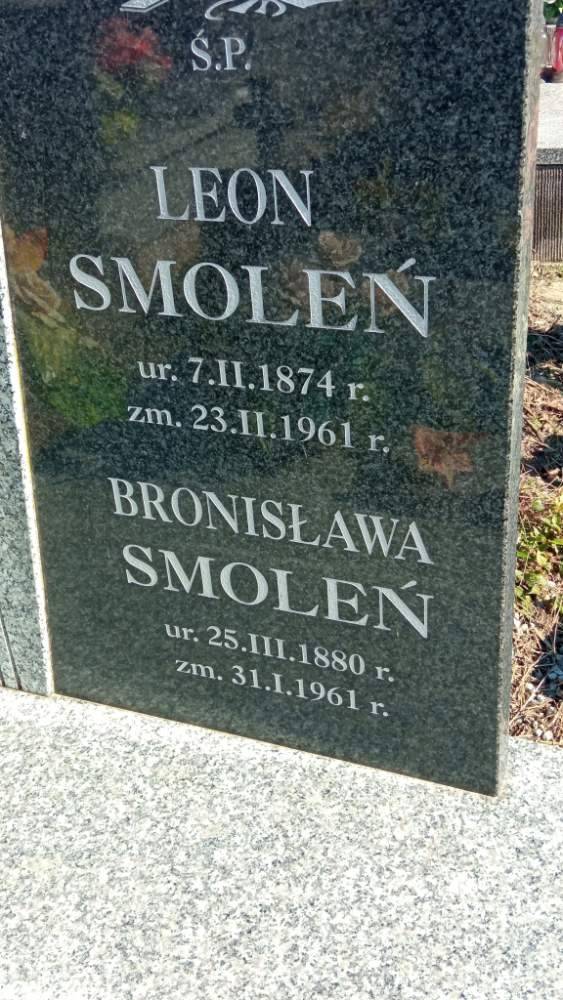 Ś.P.
LEON
SMOLEŃ
ur. 7.II.1874 r.
zm. 23.II.1961 r.
BRONISŁAWA
SMOLEŃ
ur. 25.III.1880 r.
zm. 31.I.1961 r.